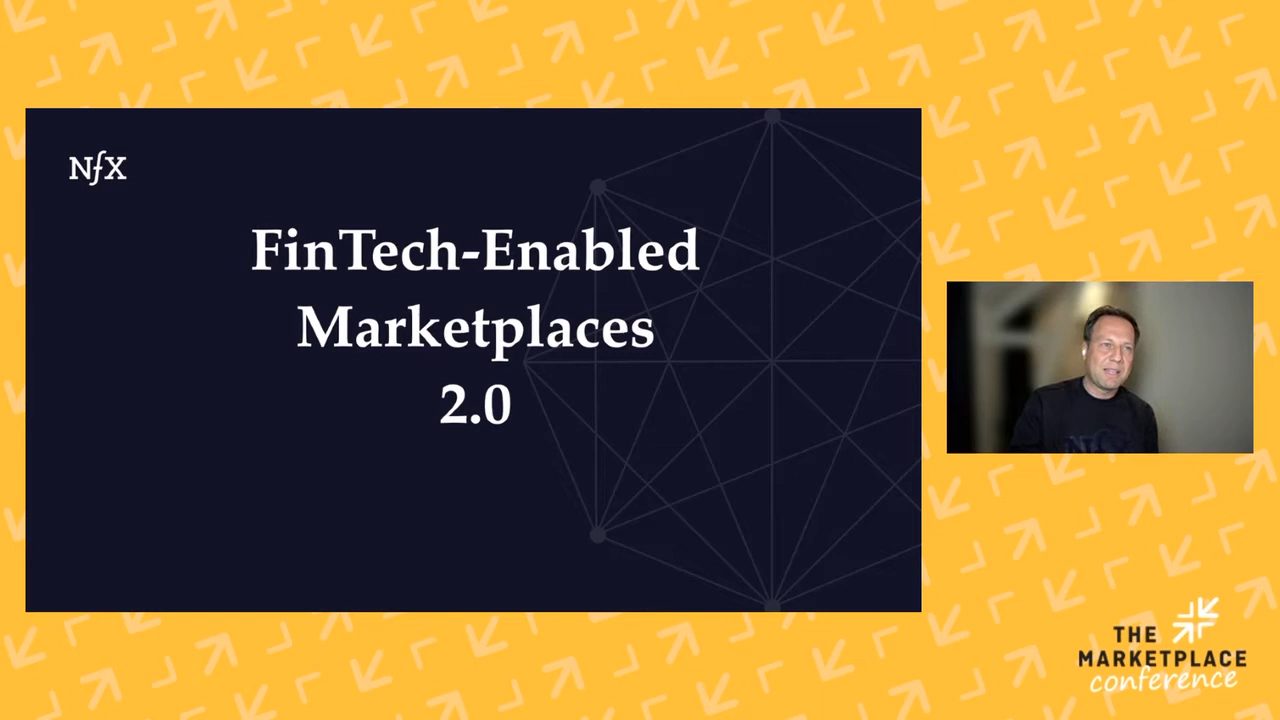 NfX
FinTech-Enabled
Marketplaces
2.0
THE
MARKETPLACE
conference